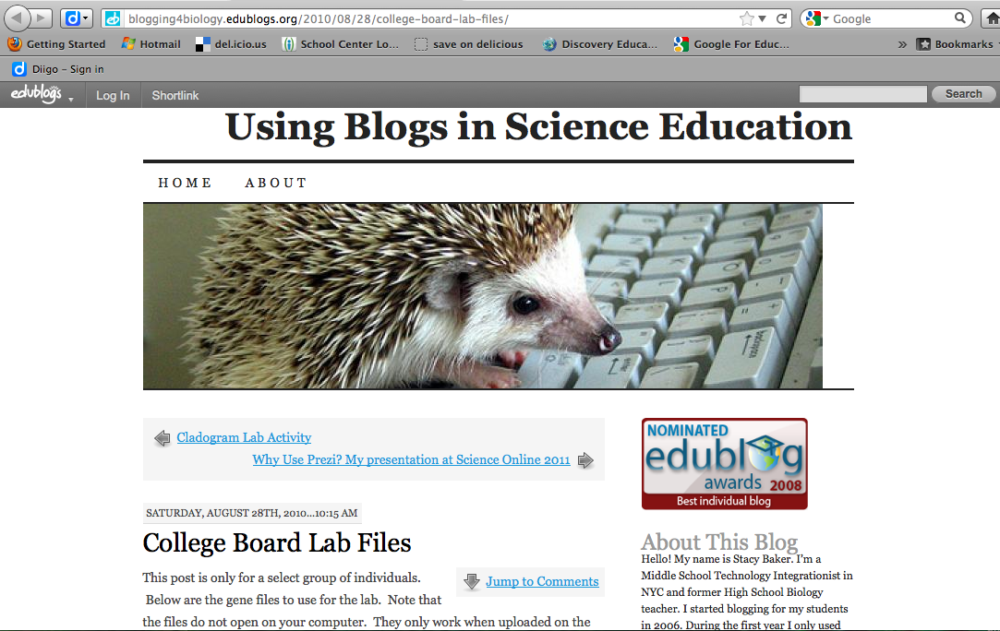 blogging4biology.edublogs.org/2010/08/28/college-board-lab-files/
Google
Getting Started
Hotmail
del.icio.us
School Center Lo...
save on delicious
Discovery Educa...
Google For Educ...
»
Bookmarks
Diigo – Sign in
edublogs
Log In
Shortlink
Search
Using Blogs in Science Education
HOME
ABOUT
backspace
Cladogram Lab Activity
Why Use Prezi? My presentation at Science Online 2011
NOMINATED
edublog
awards 2008
Best individual blog
SATURDAY, AUGUST 28TH, 2010...10:15 AM
College Board Lab Files
Jump to Comments
This post is only for a select group of individuals.
Below are the gene files to use for the lab. Note that
the files do not open on your computer. They only work when uploaded on the
About This Blog
Hello! My name is Stacy Baker. I'm a
Middle School Technology Integrationist in
NYC and former High School Biology
teacher. I started blogging for my students
in 2006. During the first year I only used